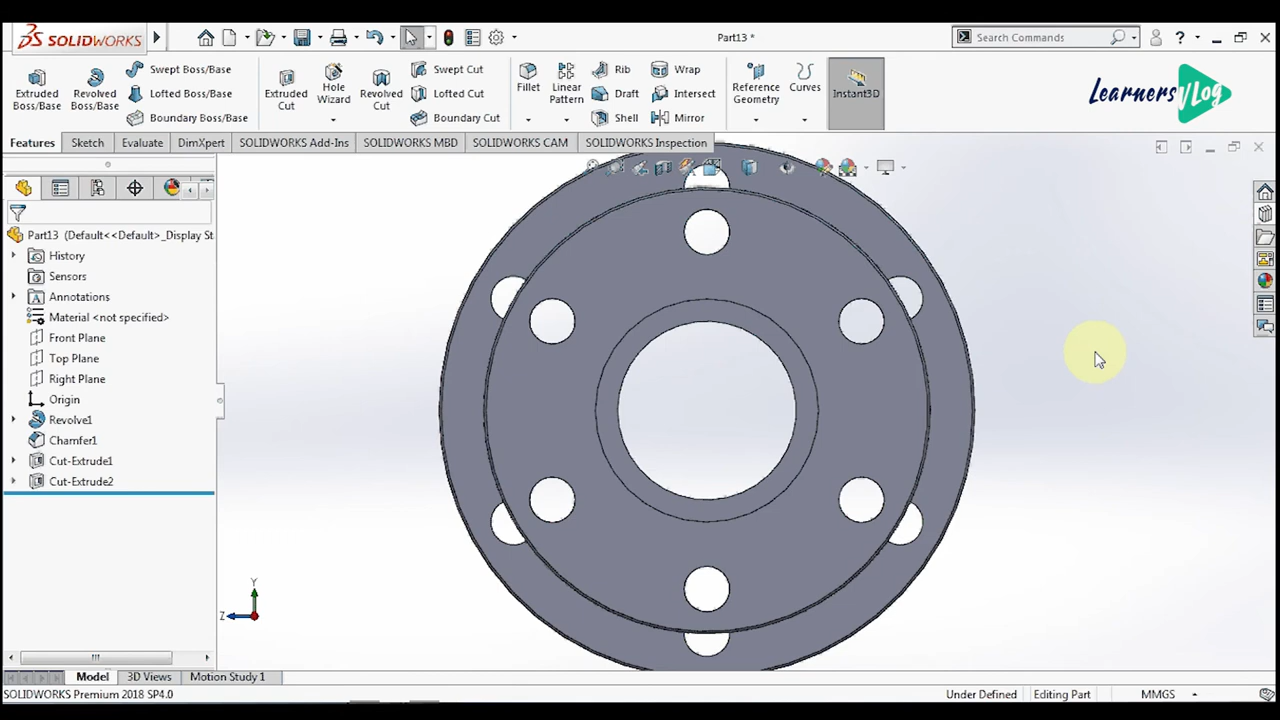 SOLIDWORKS
Part13 *
Search Commands
Extruded Boss/Base
Revolved Boss/Base
Swept Boss/Base
Lofted Boss/Base
Boundary Boss/Base
Extruded Cut
Hole Wizard
Revolved Cut
Swept Cut
Lofted Cut
Boundary Cut
Fillet
Linear Pattern
Rib
Draft
Shell
Wrap
Intersect
Mirror
Reference Geometry
Curves
Instant3D
LearnersVlog
Features
Sketch
Evaluate
DimXpert
SOLIDWORKS Add-Ins
SOLIDWORKS MBD
SOLIDWORKS CAM
SOLIDWORKS Inspection
Part13 (Default<<Default>_Display St
History
Sensors
Annotations
Material <not specified>
Front Plane
Top Plane
Right Plane
Origin
Revolve1
Chamfer1
Cut-Extrude1
Cut-Extrude2
Y
Z
Model
3D Views
Motion Study 1
SOLIDWORKS Premium 2018 SP4.0
Under Defined
Editing Part
MMGS